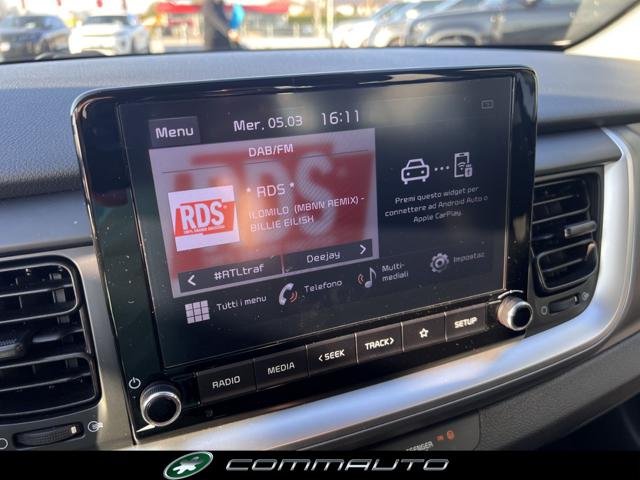 Menu
Mer. 05.03
16:11
DAB/FM
RDS
* RDS *
ILOMILO (MBNN REMIX) -
BILLIE EILISH
Premi questo widget per
connettere ad Android Auto o
Apple CarPlay.
< #RTLtraf
Deejay >
Tutti i menu
Telefono
Multi-
mediali
Impostaz
RADIO
MEDIA
< SEEK
TRACK >
SETUP
COMMAUTO